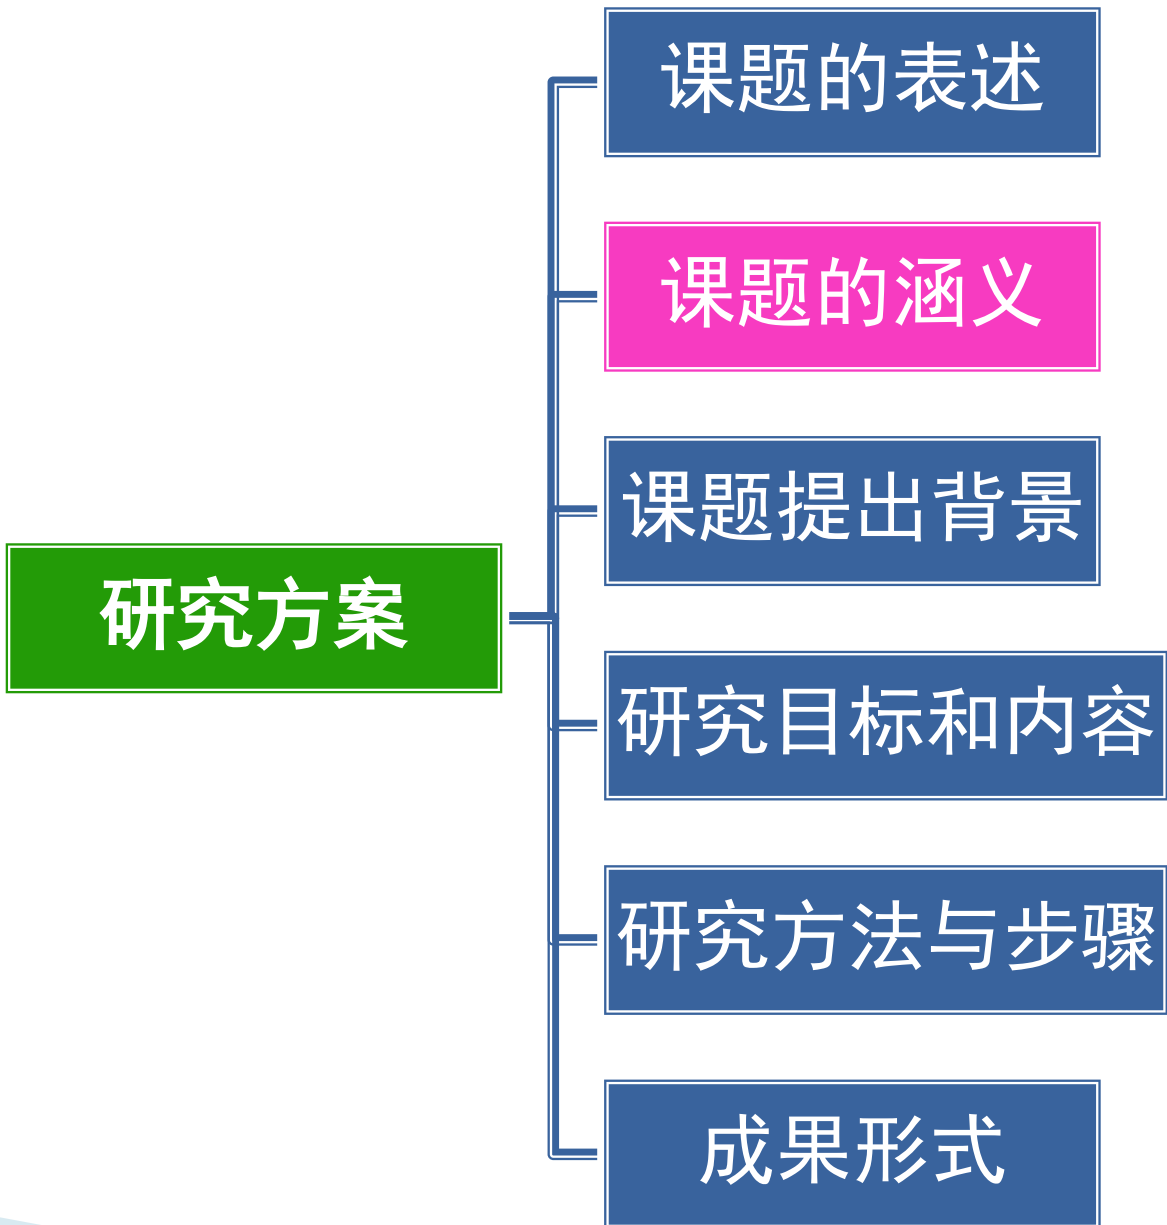 课题的表述
课题的涵义
课题提出背景
研究方案
研究目标和内容
研究方法与步骤
成果形式